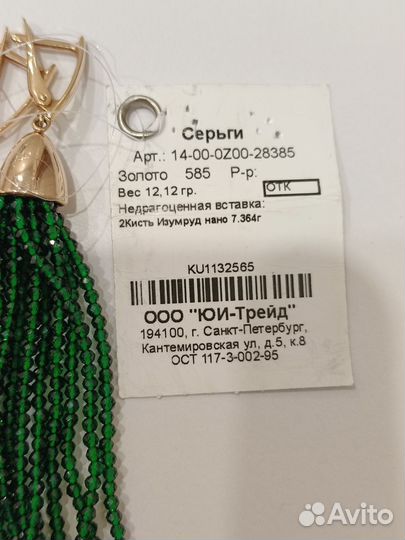 Серьги
Арт.: 14-00-0Z00-28385
Золото 585 Р-р:
Вес 12,12 гр. ОТК
Недрагоценная вставка:
2Кисть Изумруд нано 7.364г
KU1132565
ООО "ЮИ-Трейд"
194100, г. Санкт-Петербург,
Кантемировская ул, д.5, к.8
ОСТ 117-3-002-95
Avito